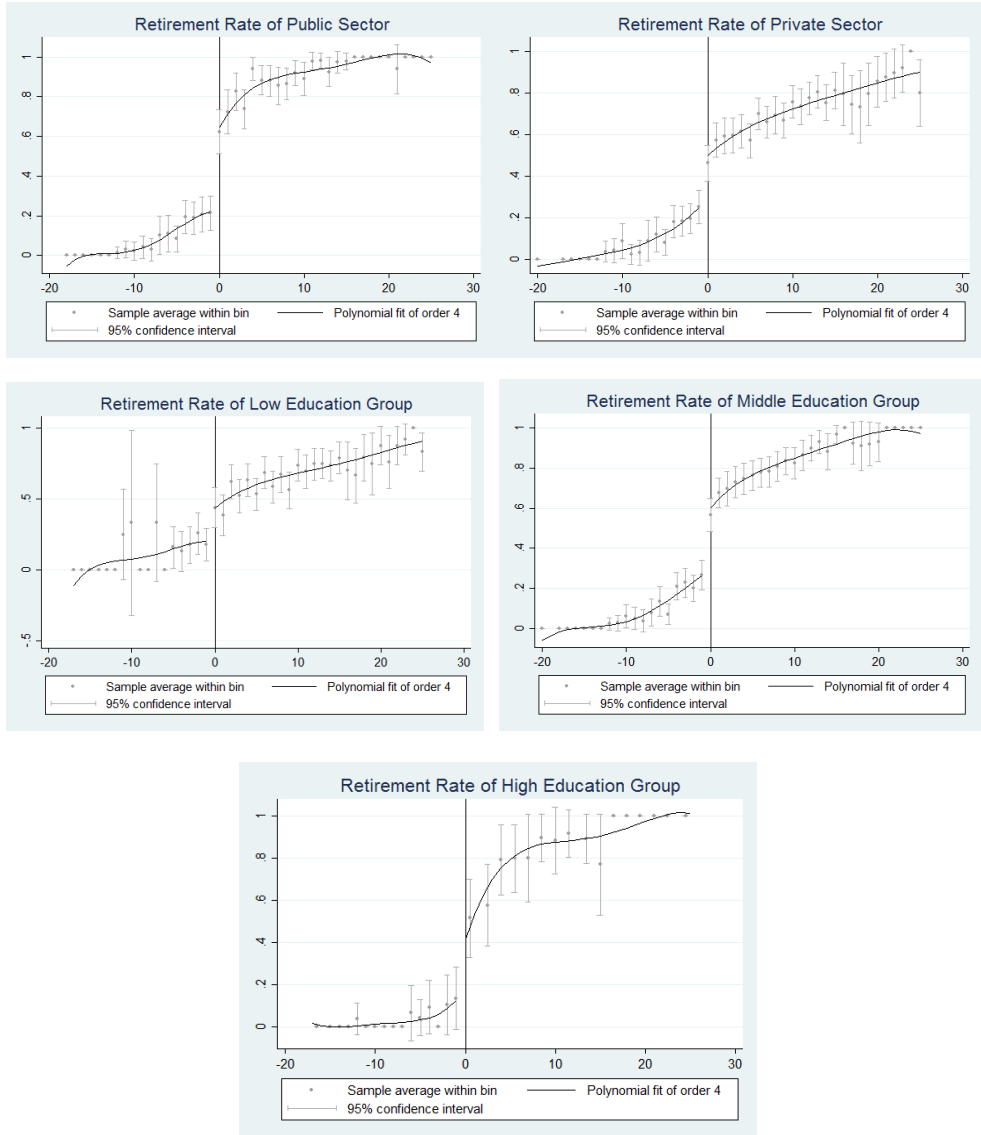 Retirement Rate of Public Sector
0 .2 .4 .6 .8 1
-20 -10 0 10 20 30
Sample average within bin Polynomial fit of order 4
95% confidence interval
Retirement Rate of Private Sector
0 .2 .4 .6 .8 1
-20 -10 0 10 20 30
Sample average within bin Polynomial fit of order 4
95% confidence interval
Retirement Rate of Low Education Group
-.5 0 .5 1
-20 -10 0 10 20 30
Sample average within bin Polynomial fit of order 4
95% confidence interval
Retirement Rate of Middle Education Group
0 .2 .4 .6 .8 1
-20 -10 0 10 20 30
Sample average within bin Polynomial fit of order 4
95% confidence interval
Retirement Rate of High Education Group
0 .2 .4 .6 .8 1
-20 -10 0 10 20 30
Sample average within bin Polynomial fit of order 4
95% confidence interval